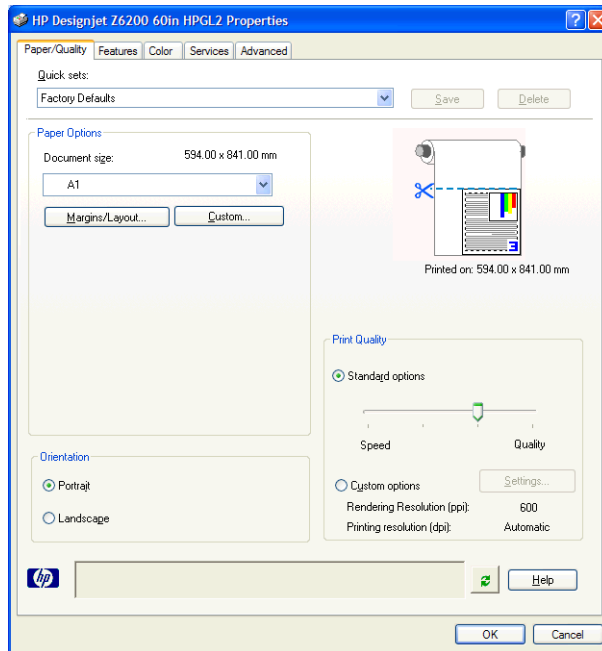 HP Designjet Z6200 60in HPGL2 Properties
Paper/Quality Features Color Services Advanced
Quick sets:
Factory Defaults
Save
Delete
Paper Options
Document size: 594.00 x 841.00 mm
A1
Margins/Layout...
Custom...
Printed on: 594.00 x 841.00 mm
Print Quality
Standard options
Speed
Quality
Custom options
Settings...
Rendering Resolution (ppi): 600
Printing resolution (dpi): Automatic
Orientation
Portrait
Landscape
hp
Help
OK
Cancel